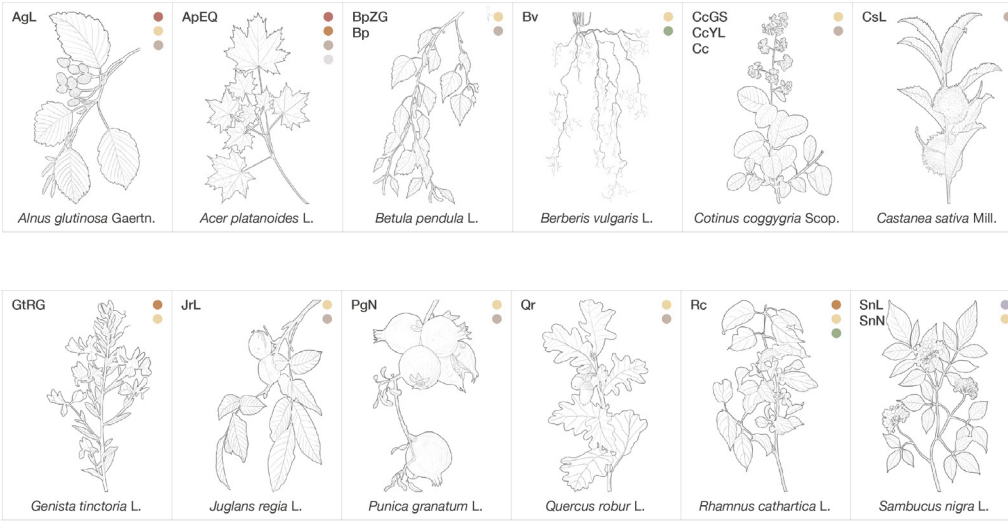 AgL
Alnus glutinosa Gaertn.
ApEQ
Acer platanoides L.
BpZG
Bp
Betula pendula L.
Bv
Berberis vulgaris L.
CcGS
CcYL
Cc
Cotinus coggygria Scop.
CsL
Castanea sativa Mill.
GtRG
Genista tinctoria L.
JrL
Juglans regia L.
PgN
Punica granatum L.
Qr
Quercus robur L.
Rc
Rhamnus cathartica L.
SnL
SnN
Sambucus nigra L.